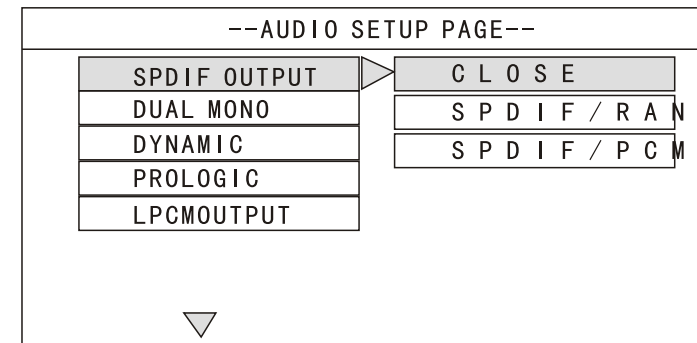 --AUDIO SETUP PAGE--
SPDIF OUTPUT
CLOSE
DUAL MONO
SPDIF/RAN
DYNAMIC
SPDIF/PCM
PROLOGIC
LPCMOUTPUT